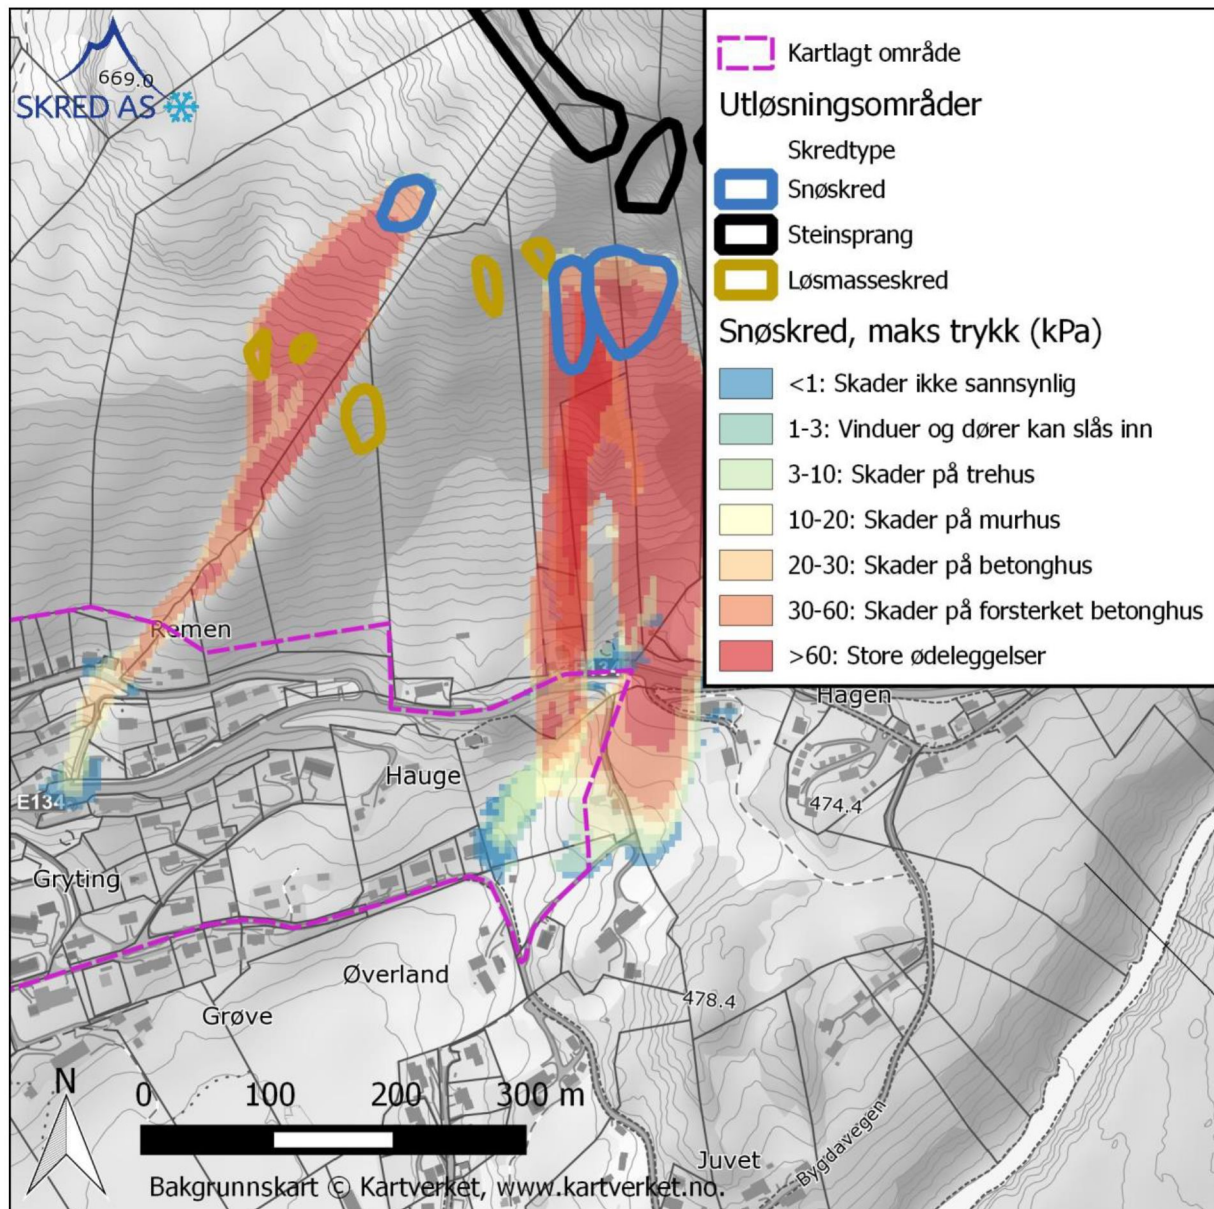 669.0
SKRED AS
Kartlagt område
Utløsningsområder
Skredtype
Snøskred
Steinsprang
Løsmasseskred
Snøskred, maks trykk (kPa)
<1: Skader ikke sannsynlig
1-3: Vinduer og dører kan slås inn
3-10: Skader på trehus
10-20: Skader på murhus
20-30: Skader på betonghus
30-60: Skader på forsterket betonghus
>60: Store ødeleggelser
Remen
Hagen
Hauge
E134
474.4
Gryting
Øverland
478.4
Grøve
N
0 100 200 300 m
Juvet
Bygdavegen
Bakgrunnskart © Kartverket, www.kartverket.no.